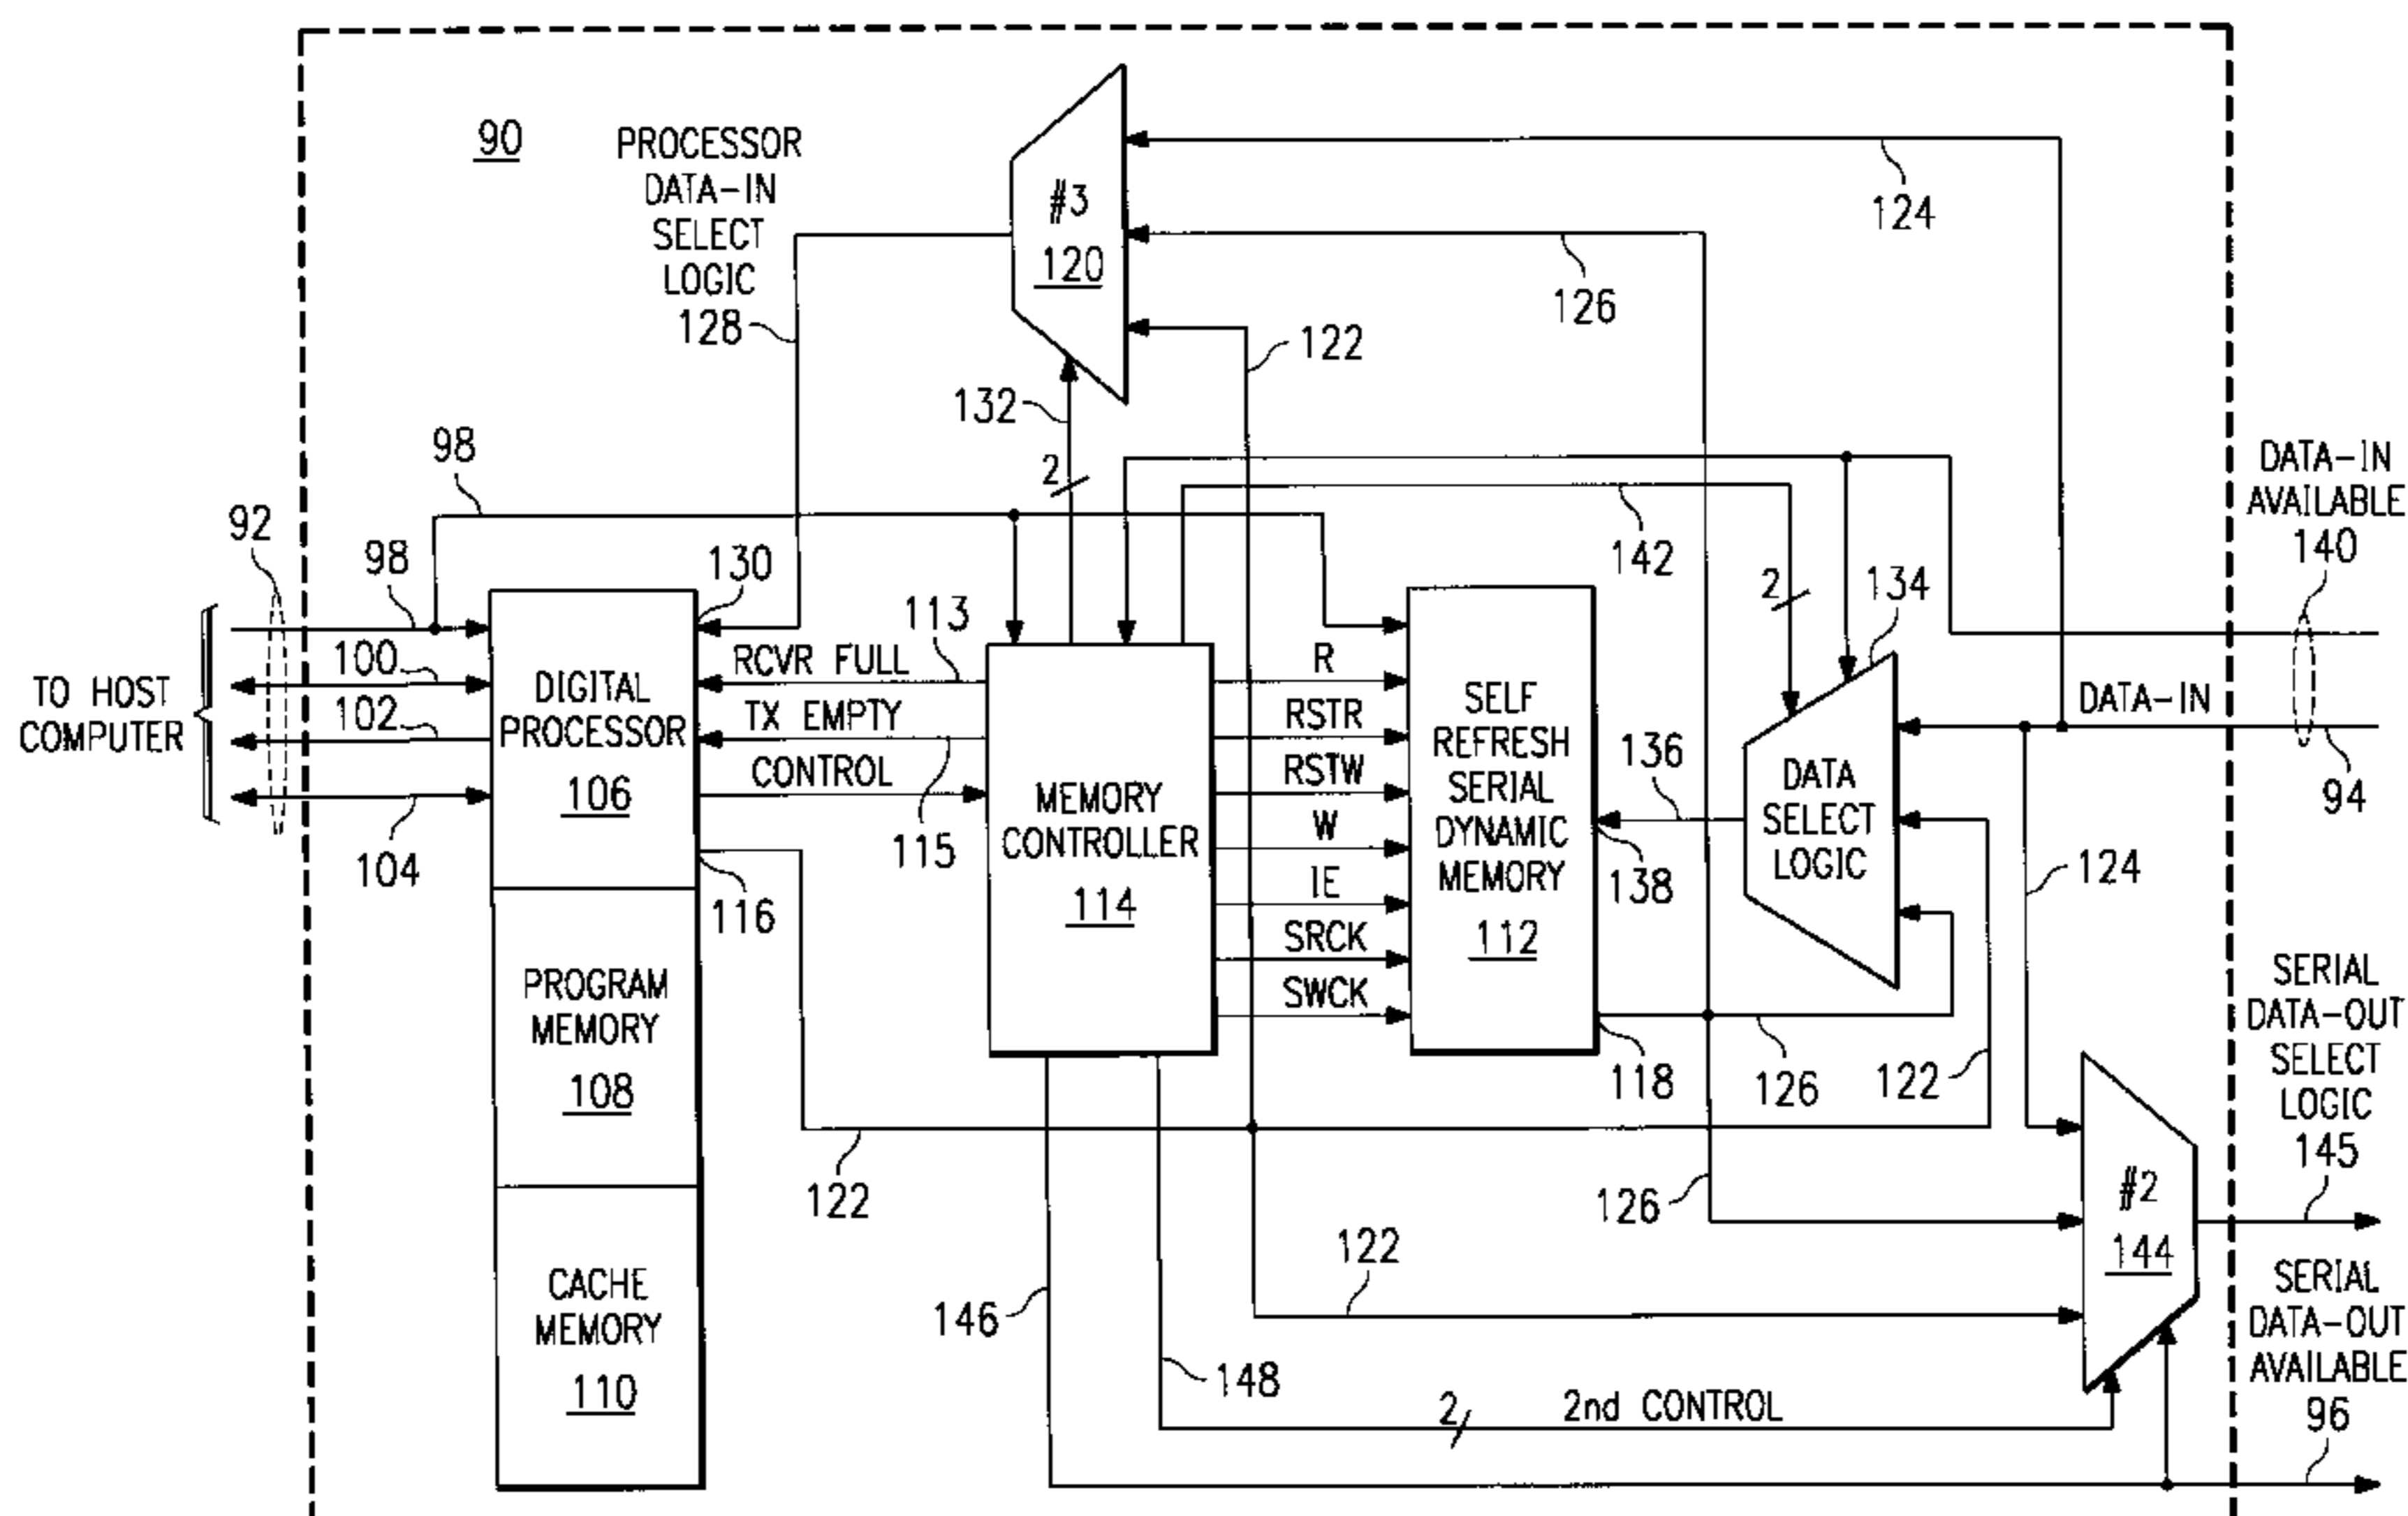 90
PROCESSOR
DATA-IN
SELECT
LOGIC
128
#3
120
124
126
122
132
2
98
142
92
98
130
113
2
134
DATA-IN
AVAILABLE
140
TO HOST
COMPUTER
100
102
104
DIGITAL
PROCESSOR
106
RCVR FULL
TX EMPTY
CONTROL
115
116
MEMORY
CONTROLLER
114
R
RSTR
RSTW
W
IE
SRCK
SWCK
SELF
REFRESH
SERIAL
DYNAMIC
MEMORY
112
136
138
118
DATA
SELECT
LOGIC
DATA-IN
94
124
126
122
PROGRAM
MEMORY
108
CACHE
MEMORY
110
122
126
122
146
148
2
2nd CONTROL
#2
144
SERIAL
DATA-OUT
SELECT
LOGIC
145
SERIAL
DATA-OUT
AVAILABLE
96